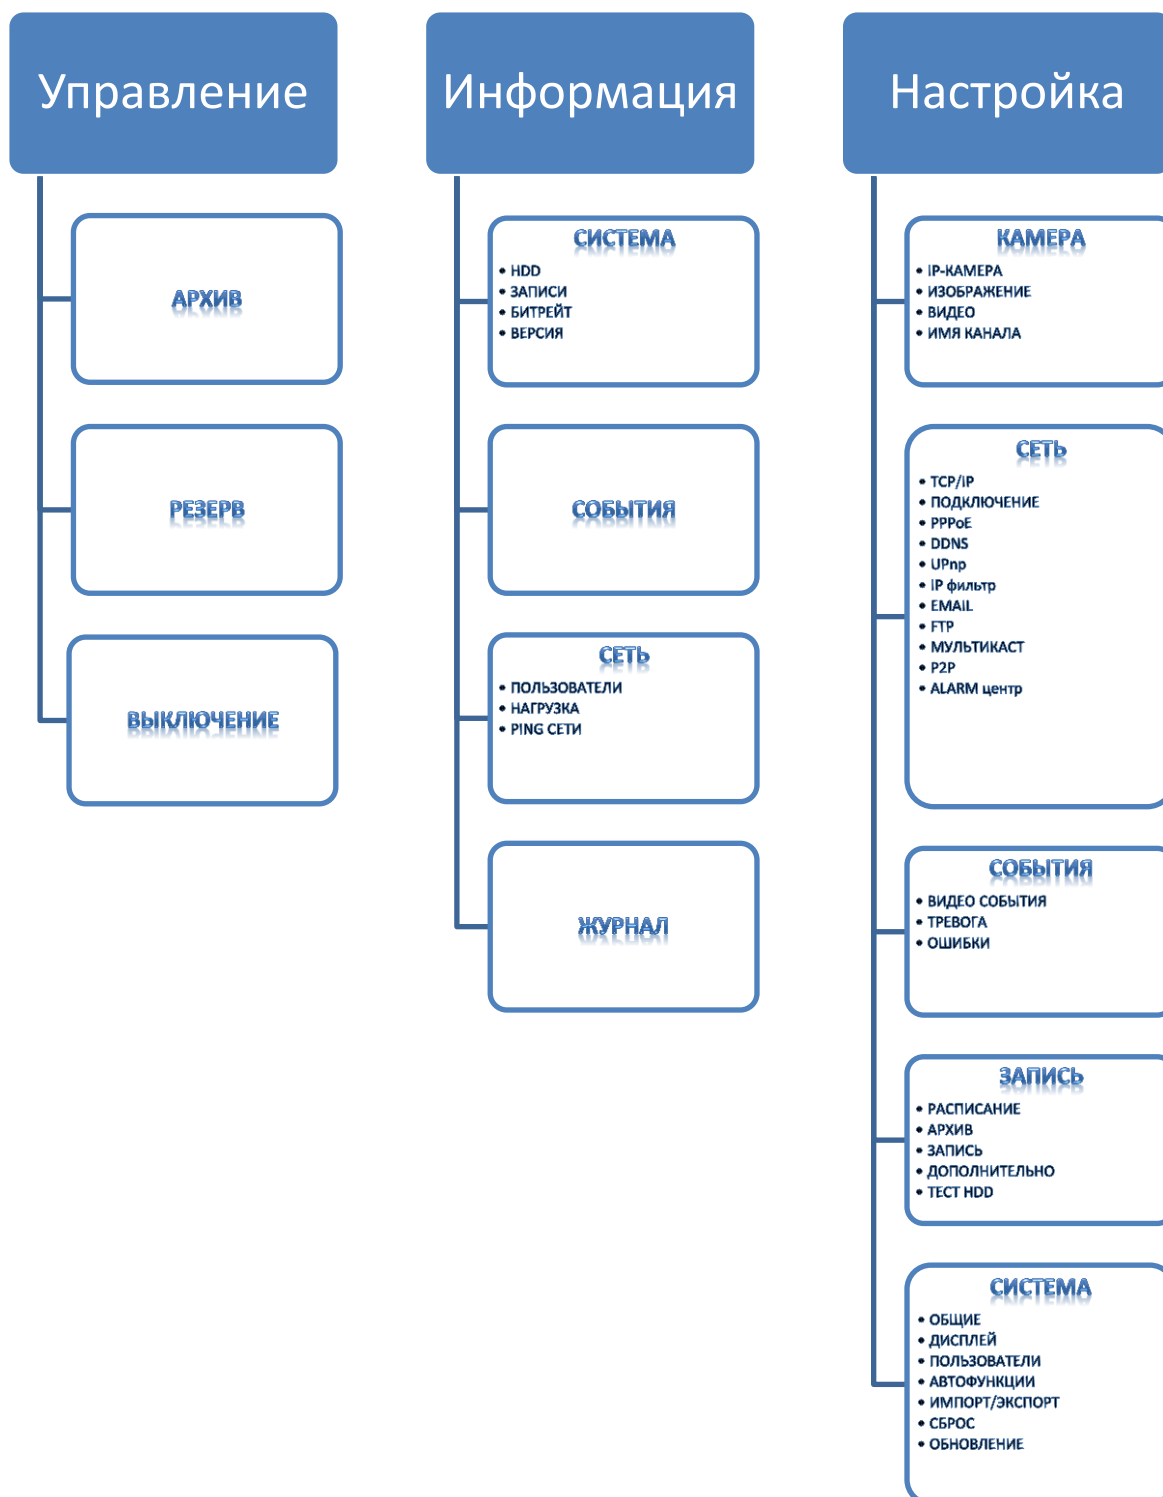 Управление
АРХИВ
РЕЗЕРВ
ВЫКЛЮЧЕНИЕ
Информация
СИСТЕМА
• HDD
• ЗАПИСИ
• БИТРЕЙТ
• ВЕРСИЯ
СОБЫТИЯ
СЕТЬ
• ПОЛЬЗОВАТЕЛИ
• НАГРУЗКА
• PING СЕТИ
ЖУРНАЛ
Настройка
КАМЕРА
• IP-КАМЕРА
• ИЗОБРАЖЕНИЕ
• ВИДЕО
• ИМЯ КАНАЛА
СЕТЬ
• TCP/IP
• ПОДКЛЮЧЕНИЕ
• PPPoE
• DDNS
• UPnp
• IP фильтр
• EMAIL
• FTP
• МУЛЬТИКАСТ
• P2P
• ALARM центр
СОБЫТИЯ
• ВИДЕО СОБЫТИЯ
• ТРЕВОГА
• ОШИБКИ
ЗАПИСЬ
• РАСПИСАНИЕ
• АРХИВ
• ЗАПИСЬ
• ДОПОЛНИТЕЛЬНО
• ТЕСТ HDD
СИСТЕМА
• ОБЩИЕ
• ДИСПЛЕЙ
• ПОЛЬЗОВАТЕЛИ
• АВТОФУНКЦИИ
• ИМПОРТ/ЭКСПОРТ
• СБРОС
• ОБНОВЛЕНИЕ